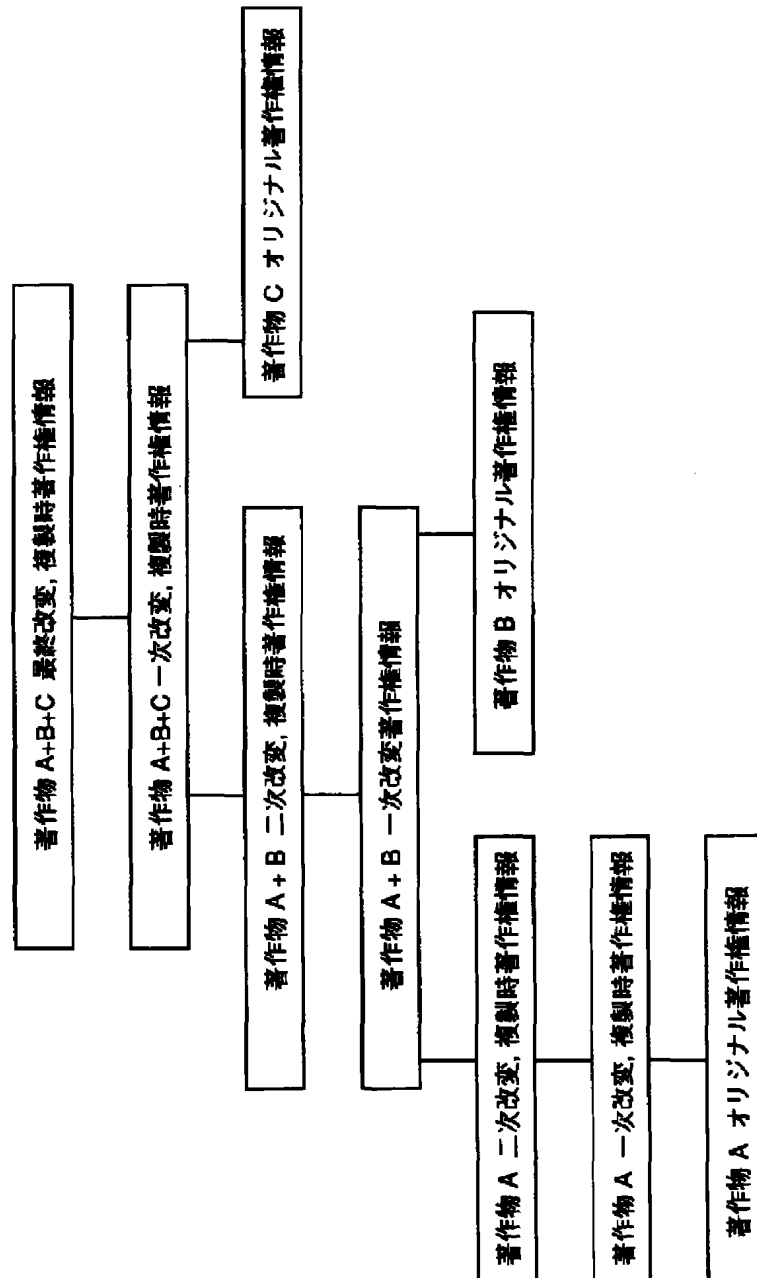 著作物 A+B+C 最終改変, 複製時著作権情報
著作物 A+B+C 一次改変, 複製時著作権情報
著作物 A + B 二次改変, 複製時著作権情報
著作物 C オリジナル著作権情報
著作物 A + B 一次改変著作権情報
著作物 A 二次改変, 複製時著作権情報
著作物 B オリジナル著作権情報
著作物 A 一次改変, 複製時著作権情報
著作物 A オリジナル著作権情報